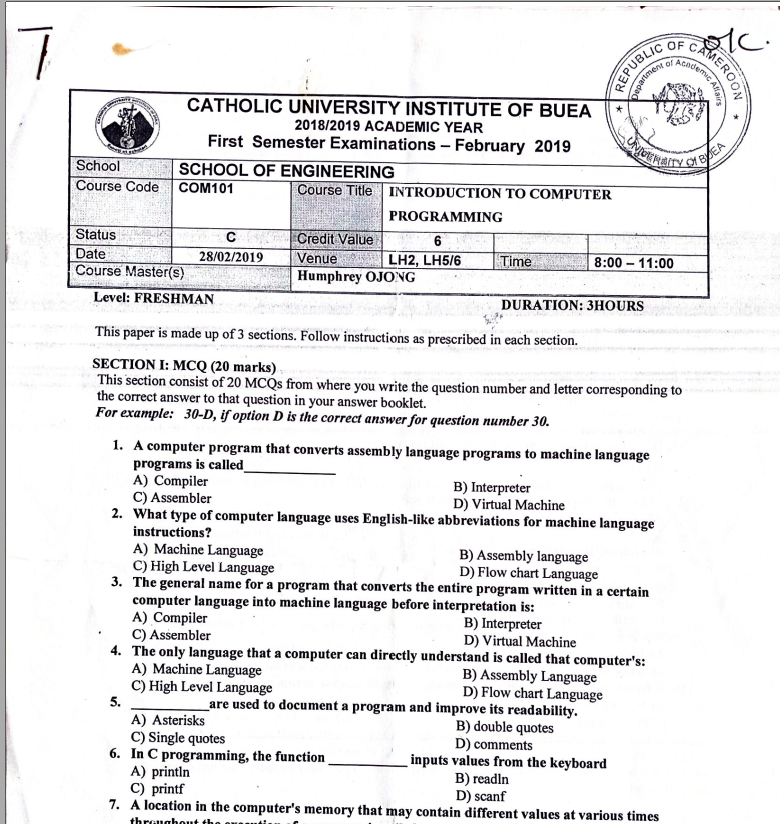 7
OK.
REPUBLIC OF CAMEROON
Department of Academic Affairs
UNIVERSITY OF BUEA
CATHOLIC UNIVERSITY INSTITUTE OF BUEA
2018/2019 ACADEMIC YEAR
First Semester Examinations – February 2019
School SCHOOL OF ENGINEERING
Course Code COM101 Course Title INTRODUCTION TO COMPUTER
PROGRAMMING
Status C Credit Value 6
Date 28/02/2019 Venue LH2, LH5/6 Time 8:00 – 11:00
Course Master(s) Humphrey OJONG
Level: FRESHMAN DURATION: 3HOURS
This paper is made up of 3 sections. Follow instructions as prescribed in each section.
SECTION I: MCQ (20 marks)
This section consist of 20 MCQs from where you write the question number and letter corresponding to
the correct answer to that question in your answer booklet.
For example: 30-D, if option D is the correct answer for question number 30.
1. A computer program that converts assembly language programs to machine language
programs is called____________
A) Compiler B) Interpreter
C) Assembler D) Virtual Machine
2. What type of computer language uses English-like abbreviations for machine language
instructions?
A) Machine Language B) Assembly language
C) High Level Language D) Flow chart Language
3. The general name for a program that converts the entire program written in a certain
computer language into machine language before interpretation is:
A) Compiler B) Interpreter
C) Assembler D) Virtual Machine
4. The only language that a computer can directly understand is called that computer's:
A) Machine Language B) Assembly Language
C) High Level Language D) Flow chart Language
5. __________are used to document a program and improve its readability.
A) Asterisks B) double quotes
C) Single quotes D) comments
6. In C programming, the function __________ inputs values from the keyboard
A) println B) readln
C) printf D) scanf
7. A location in the computer's memory that may contain different values at various times
throughout the execution of